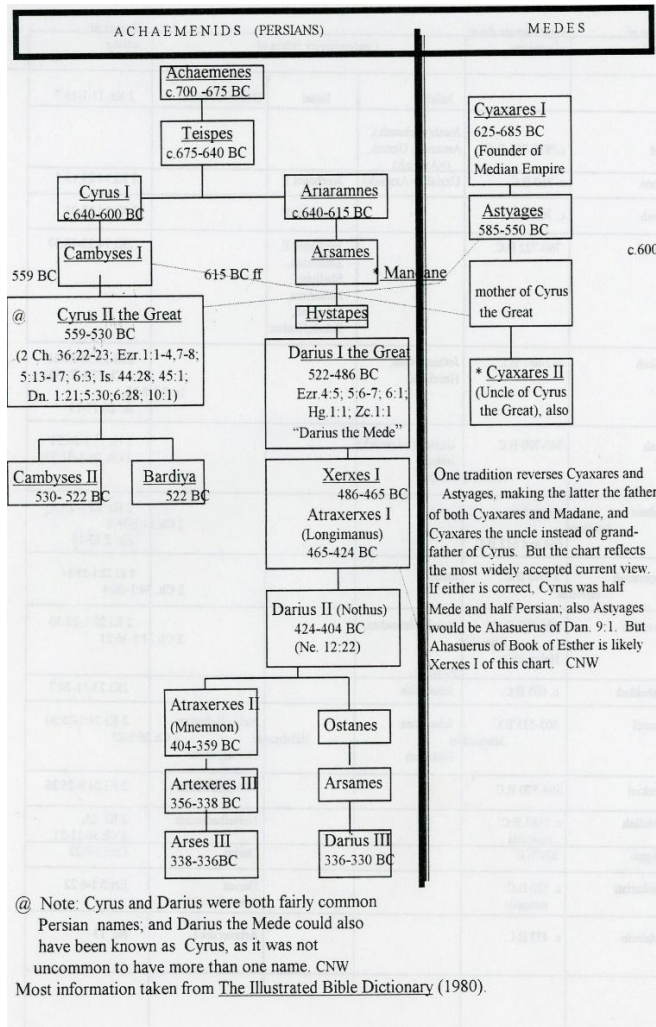 ACHAEMENIDS (PERSIANS)
MEDES
Achaemenes
c.700 -675 BC
Teispes
c.675-640 BC
Cyrus I
c.640-600 BC
Ariaramnes
c.640-615 BC
Cambyses I
559 BC
Arsames
615 BC ff
* Mandane
Hystapes
@ Cyrus II the Great
559-530 BC
(2 Ch. 36:22-23; Ezr.1:1-4,7-8;
5:13-17; 6:3; Is. 44:28; 45:1;
Dn. 1:21;5:30;6:28; 10:1)
Darius I the Great
522-486 BC
Ezr.4:5; 5:6-7; 6:1;
Hg.1:1; Zc.1:1
"Darius the Mede"
Cambyses II
530- 522 BC
Bardiya
522 BC
Xerxes I
486-465 BC
Atraxerxes I
(Longimanus)
465-424 BC
Darius II (Nothus)
424-404 BC
(Ne. 12:22)
Atraxerxes II
(Mnemnon)
404-359 BC
Ostanes
Artexeres III
356-338 BC
Arsames
Arses III
338-336BC
Darius III
336-330 BC
Cyaxares I
625-685 BC
(Founder of
Median Empire
Astyages
585-550 BC
c.600
mother of Cyrus
the Great
* Cyaxares II
(Uncle of Cyrus
the Great), also
One tradition reverses Cyaxares and
Astyages, making the latter the father
of both Cyaxares and Madane, and
Cyaxares the uncle instead of grand-
father of Cyrus. But the chart reflects
the most widely accepted current view.
If either is correct, Cyrus was half
Mede and half Persian; also Astyages
would be Ahasuerus of Dan. 9:1. But
Ahasuerus of Book of Esther is likely
Xerxes I of this chart. CNW
@ Note: Cyrus and Darius were both fairly common
Persian names; and Darius the Mede could also
have been known as Cyrus, as it was not
uncommon to have more than one name. CNW
Most information taken from The Illustrated Bible Dictionary (1980).